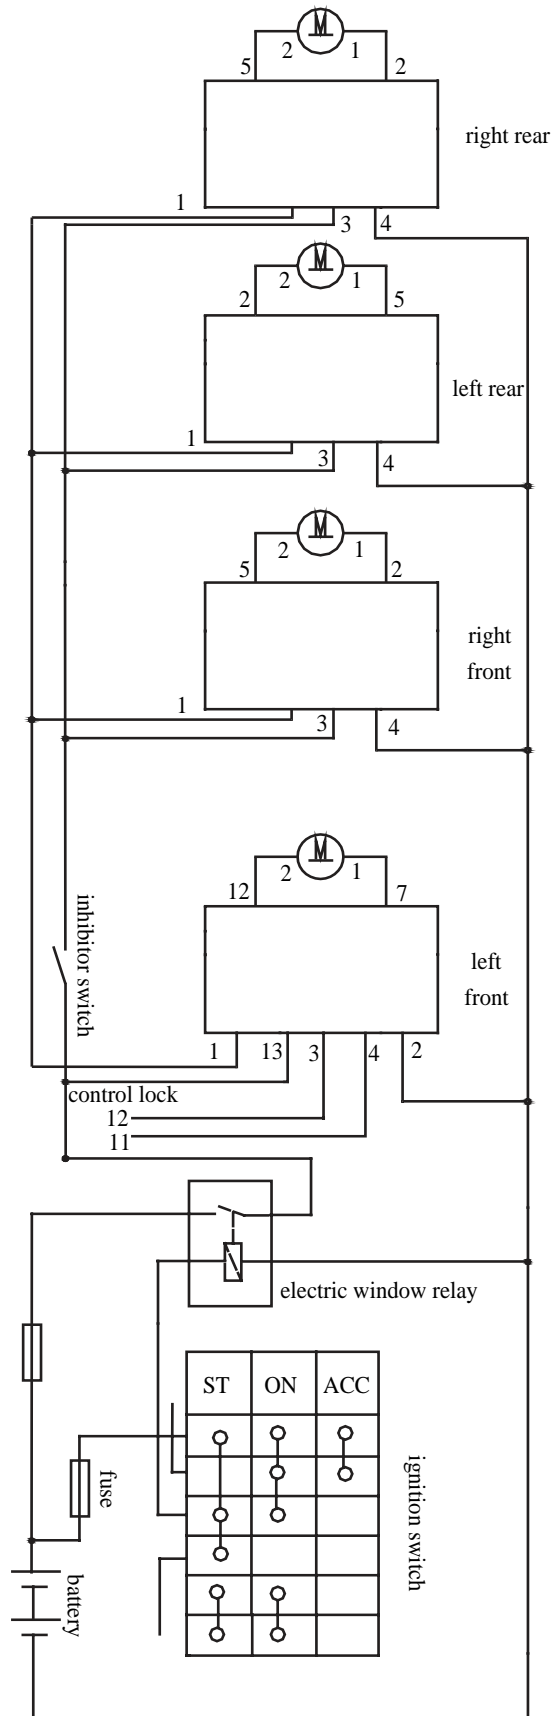 M
2 1
5 2
right rear
1 3 4
M
2 1
2 5
left rear
1 3 4
M
2 1
5 2
right
front
1 3 4
M
2 1
12 7
inhibitor switch
left
front
1 13 3 4 2
control lock
12
11
electric window relay
ST ON ACC
fuse
ignition switch
battery